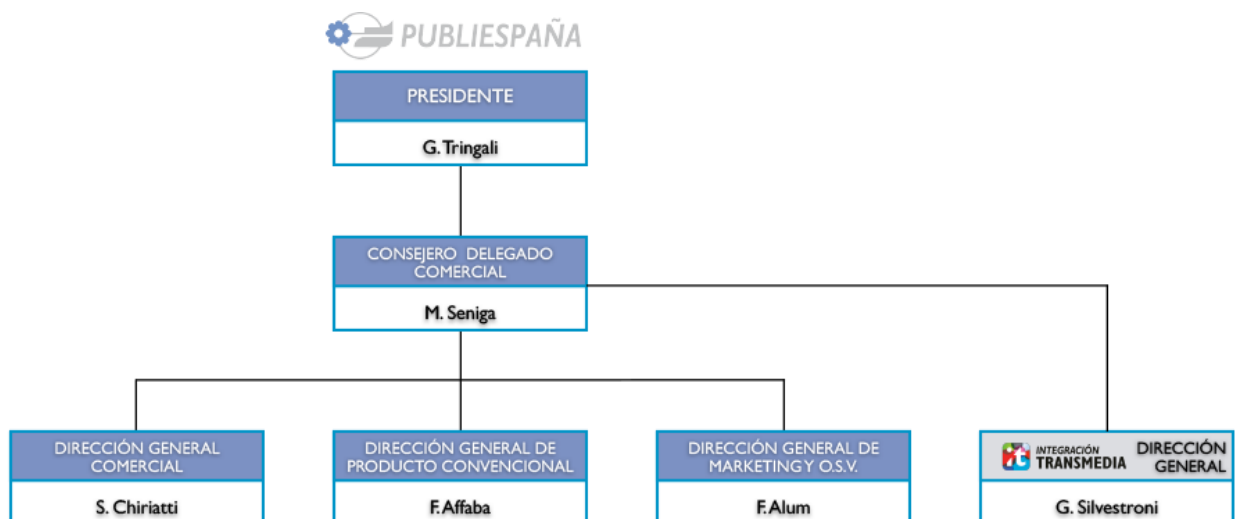 PUBLIESPAÑA
PRESIDENTE
G. Tringali
CONSEJERO DELEGADO
COMERCIAL
M. Seniga
DIRECCIÓN GENERAL
COMERCIAL
S. Chiriatti
DIRECCIÓN GENERAL DE
PRODUCTO CONVENCIONAL
F. Affaba
DIRECCIÓN GENERAL DE
MARKETING Y O.S.V.
F. Alum
INTEGRACIÓN
TRANSMEDIA
DIRECCIÓN
GENERAL
G. Silvestroni